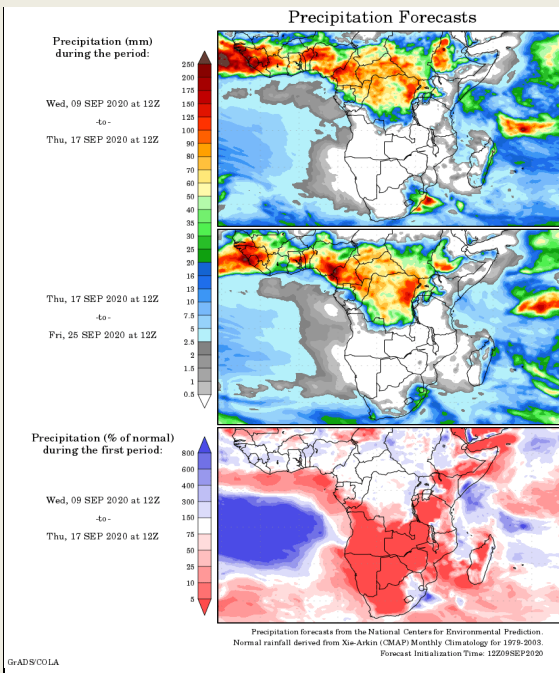 Precipitation Forecasts
Precipitation (mm)
during the period:
Wed, 09 SEP 2020 at 12Z
-to-
Thu, 17 SEP 2020 at 12Z
250
200
175
150
125
100
90
80
70
60
50
40
35
30
25
20
16
13
10
7.5
5
2.5
2
1.5
1
0.5
Thu, 17 SEP 2020 at 12Z
-to-
Fri, 25 SEP 2020 at 12Z
Precipitation (% of normal)
during the first period:
Wed, 09 SEP 2020 at 12Z
-to-
Thu, 17 SEP 2020 at 12Z
800
600
400
300
150
75
50
25
10
5
Precipitation forecasts from the National Centers for Environmental Prediction.
Normal rainfall derived from Xie-Arkin (CMAP) Monthly Climatology for 1979-2003.
Forecast Initialization Time: 12Z09SEP2020
GrADS/COLA